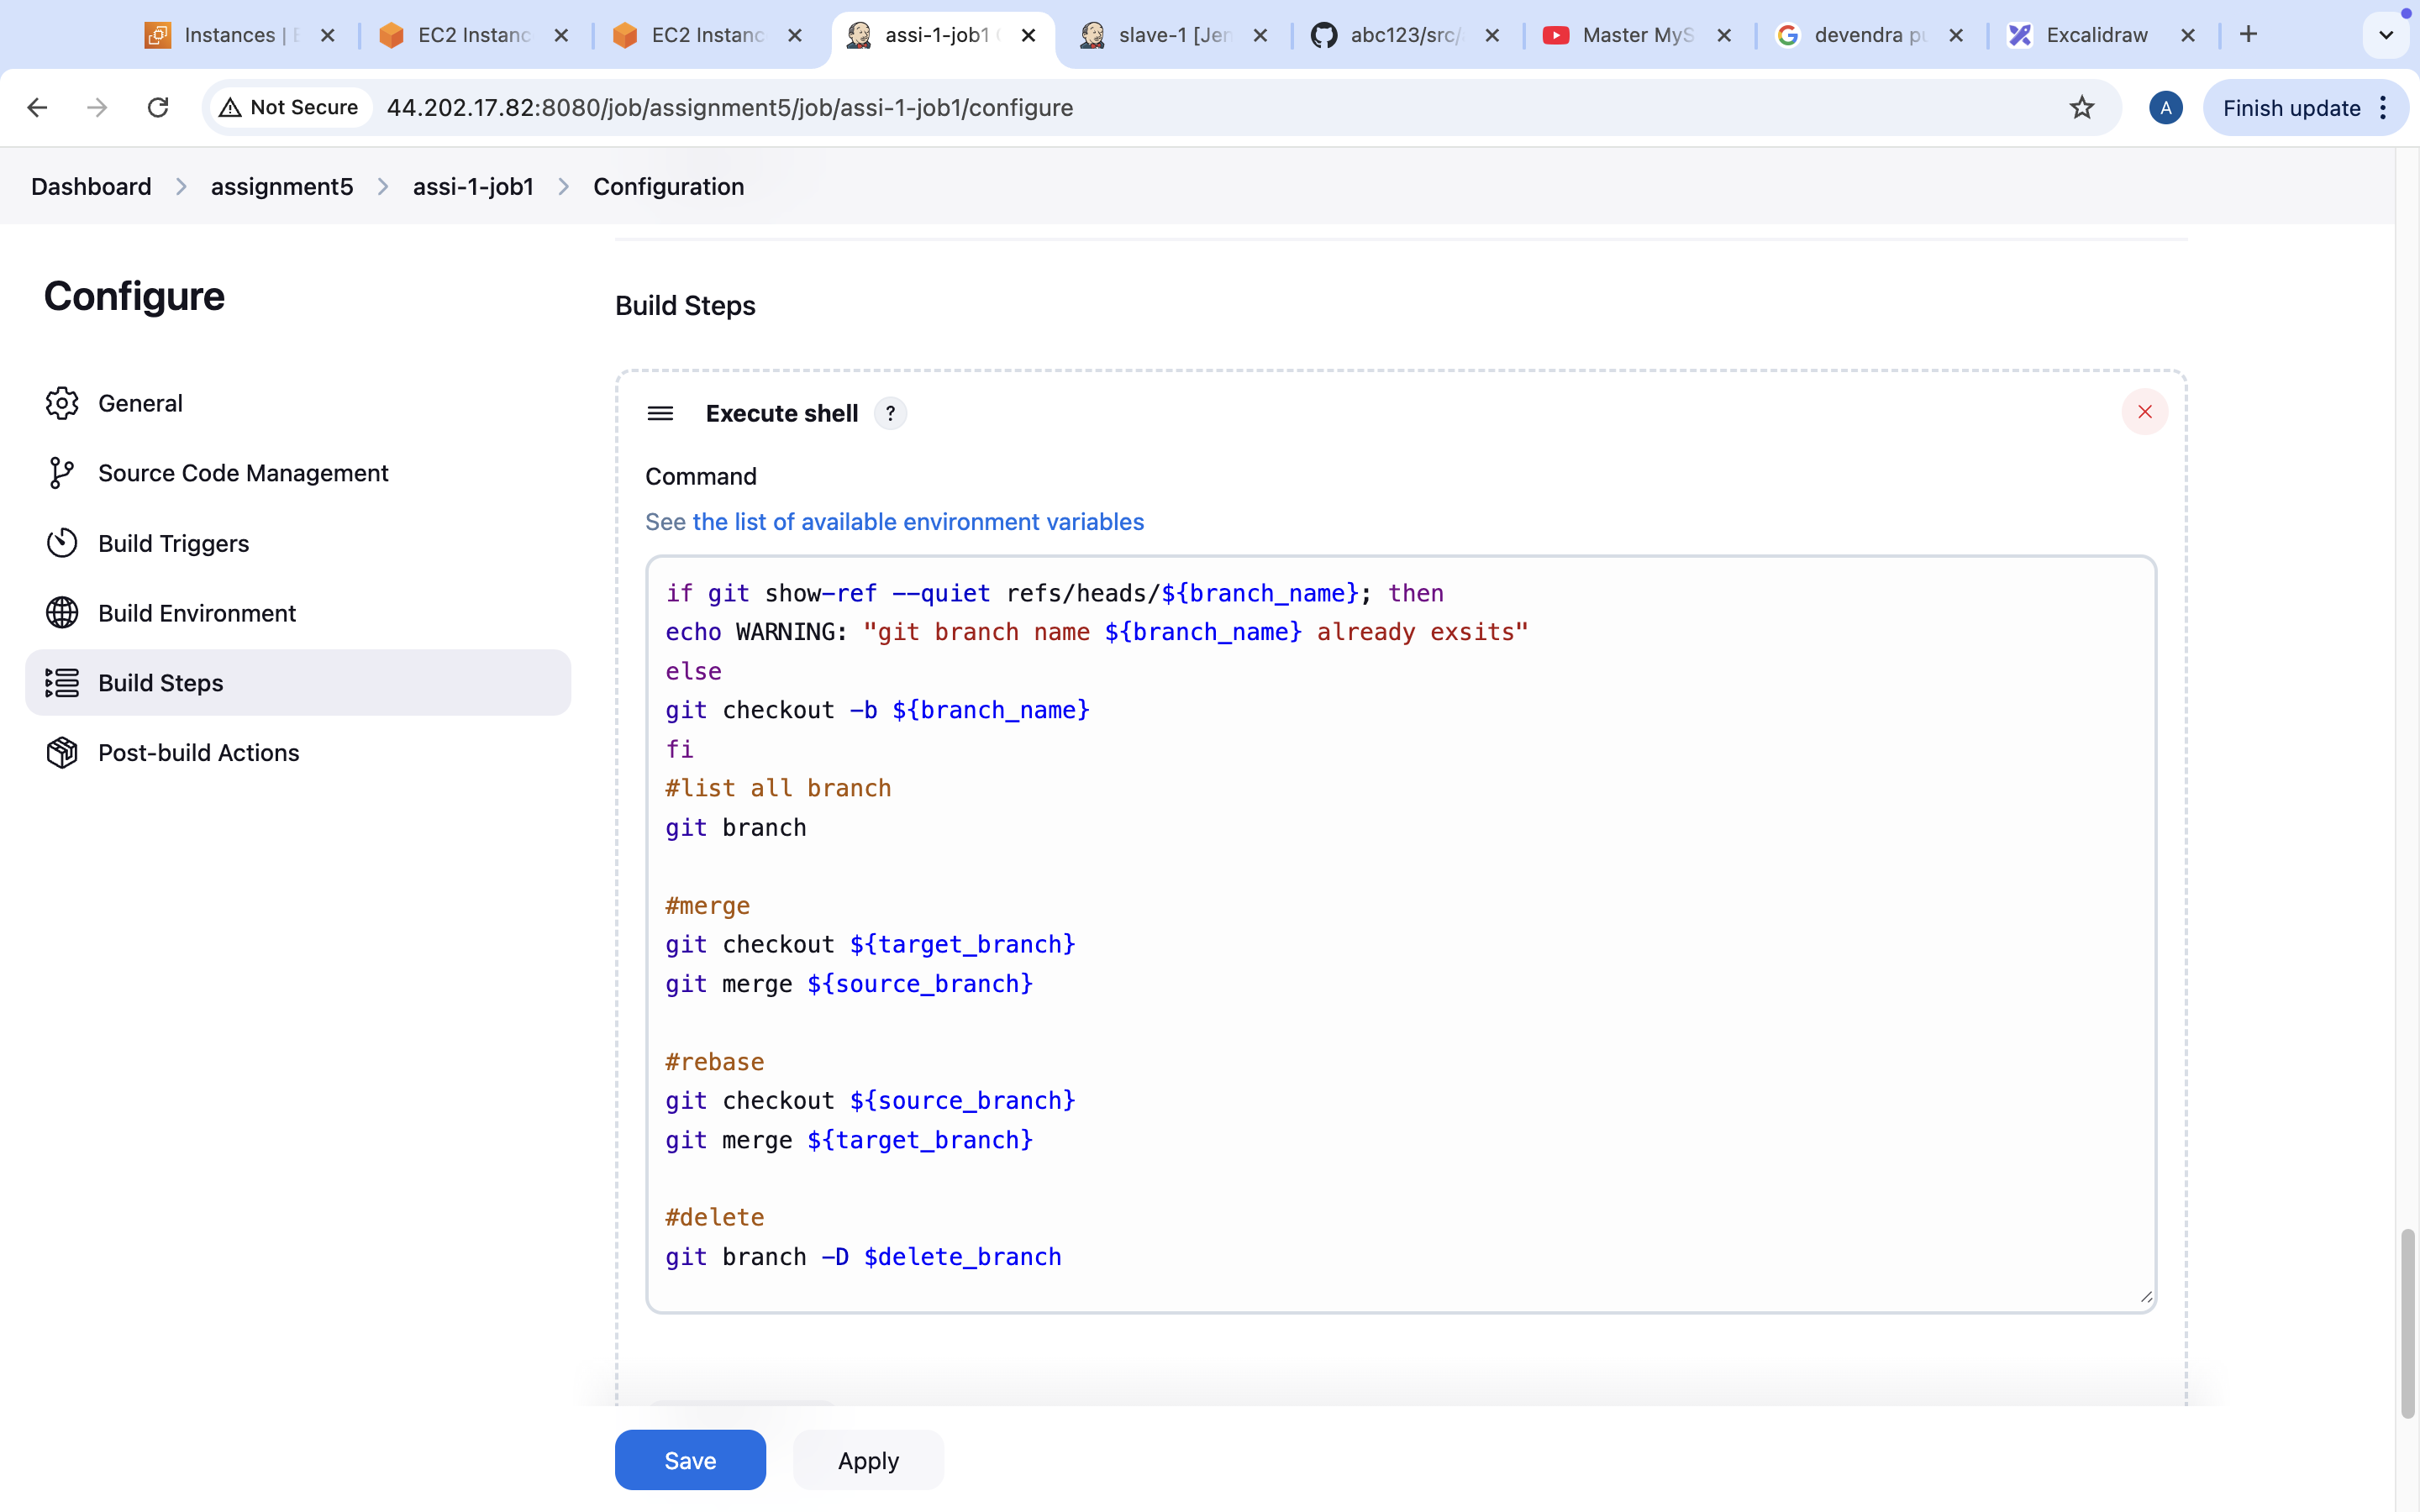 Instances |
EC2 Instanc
EC2 Instanc
assi-1-job1
slave-1 [Jen
abc123/src/
Master MyS
devendra pu
Excalidraw
Not Secure
44.202.17.82:8080/job/assignment5/job/assi-1-job1/configure
A
Finish update
Dashboard > assignment5 > assi-1-job1 > Configuration
Configure
General
Source Code Management
Build Triggers
Build Environment
Build Steps
Post-build Actions
Build Steps
Execute shell ?
Command
See the list of available environment variables
if git show-ref --quiet refs/heads/${branch_name}; then
echo WARNING: "git branch name ${branch_name} already exsits"
else
git checkout -b ${branch_name}
fi
#list all branch
git branch
#merge
git checkout ${target_branch}
git merge ${source_branch}
#rebase
git checkout ${source_branch}
git merge ${target_branch}
#delete
git branch -D $delete_branch
Save
Apply